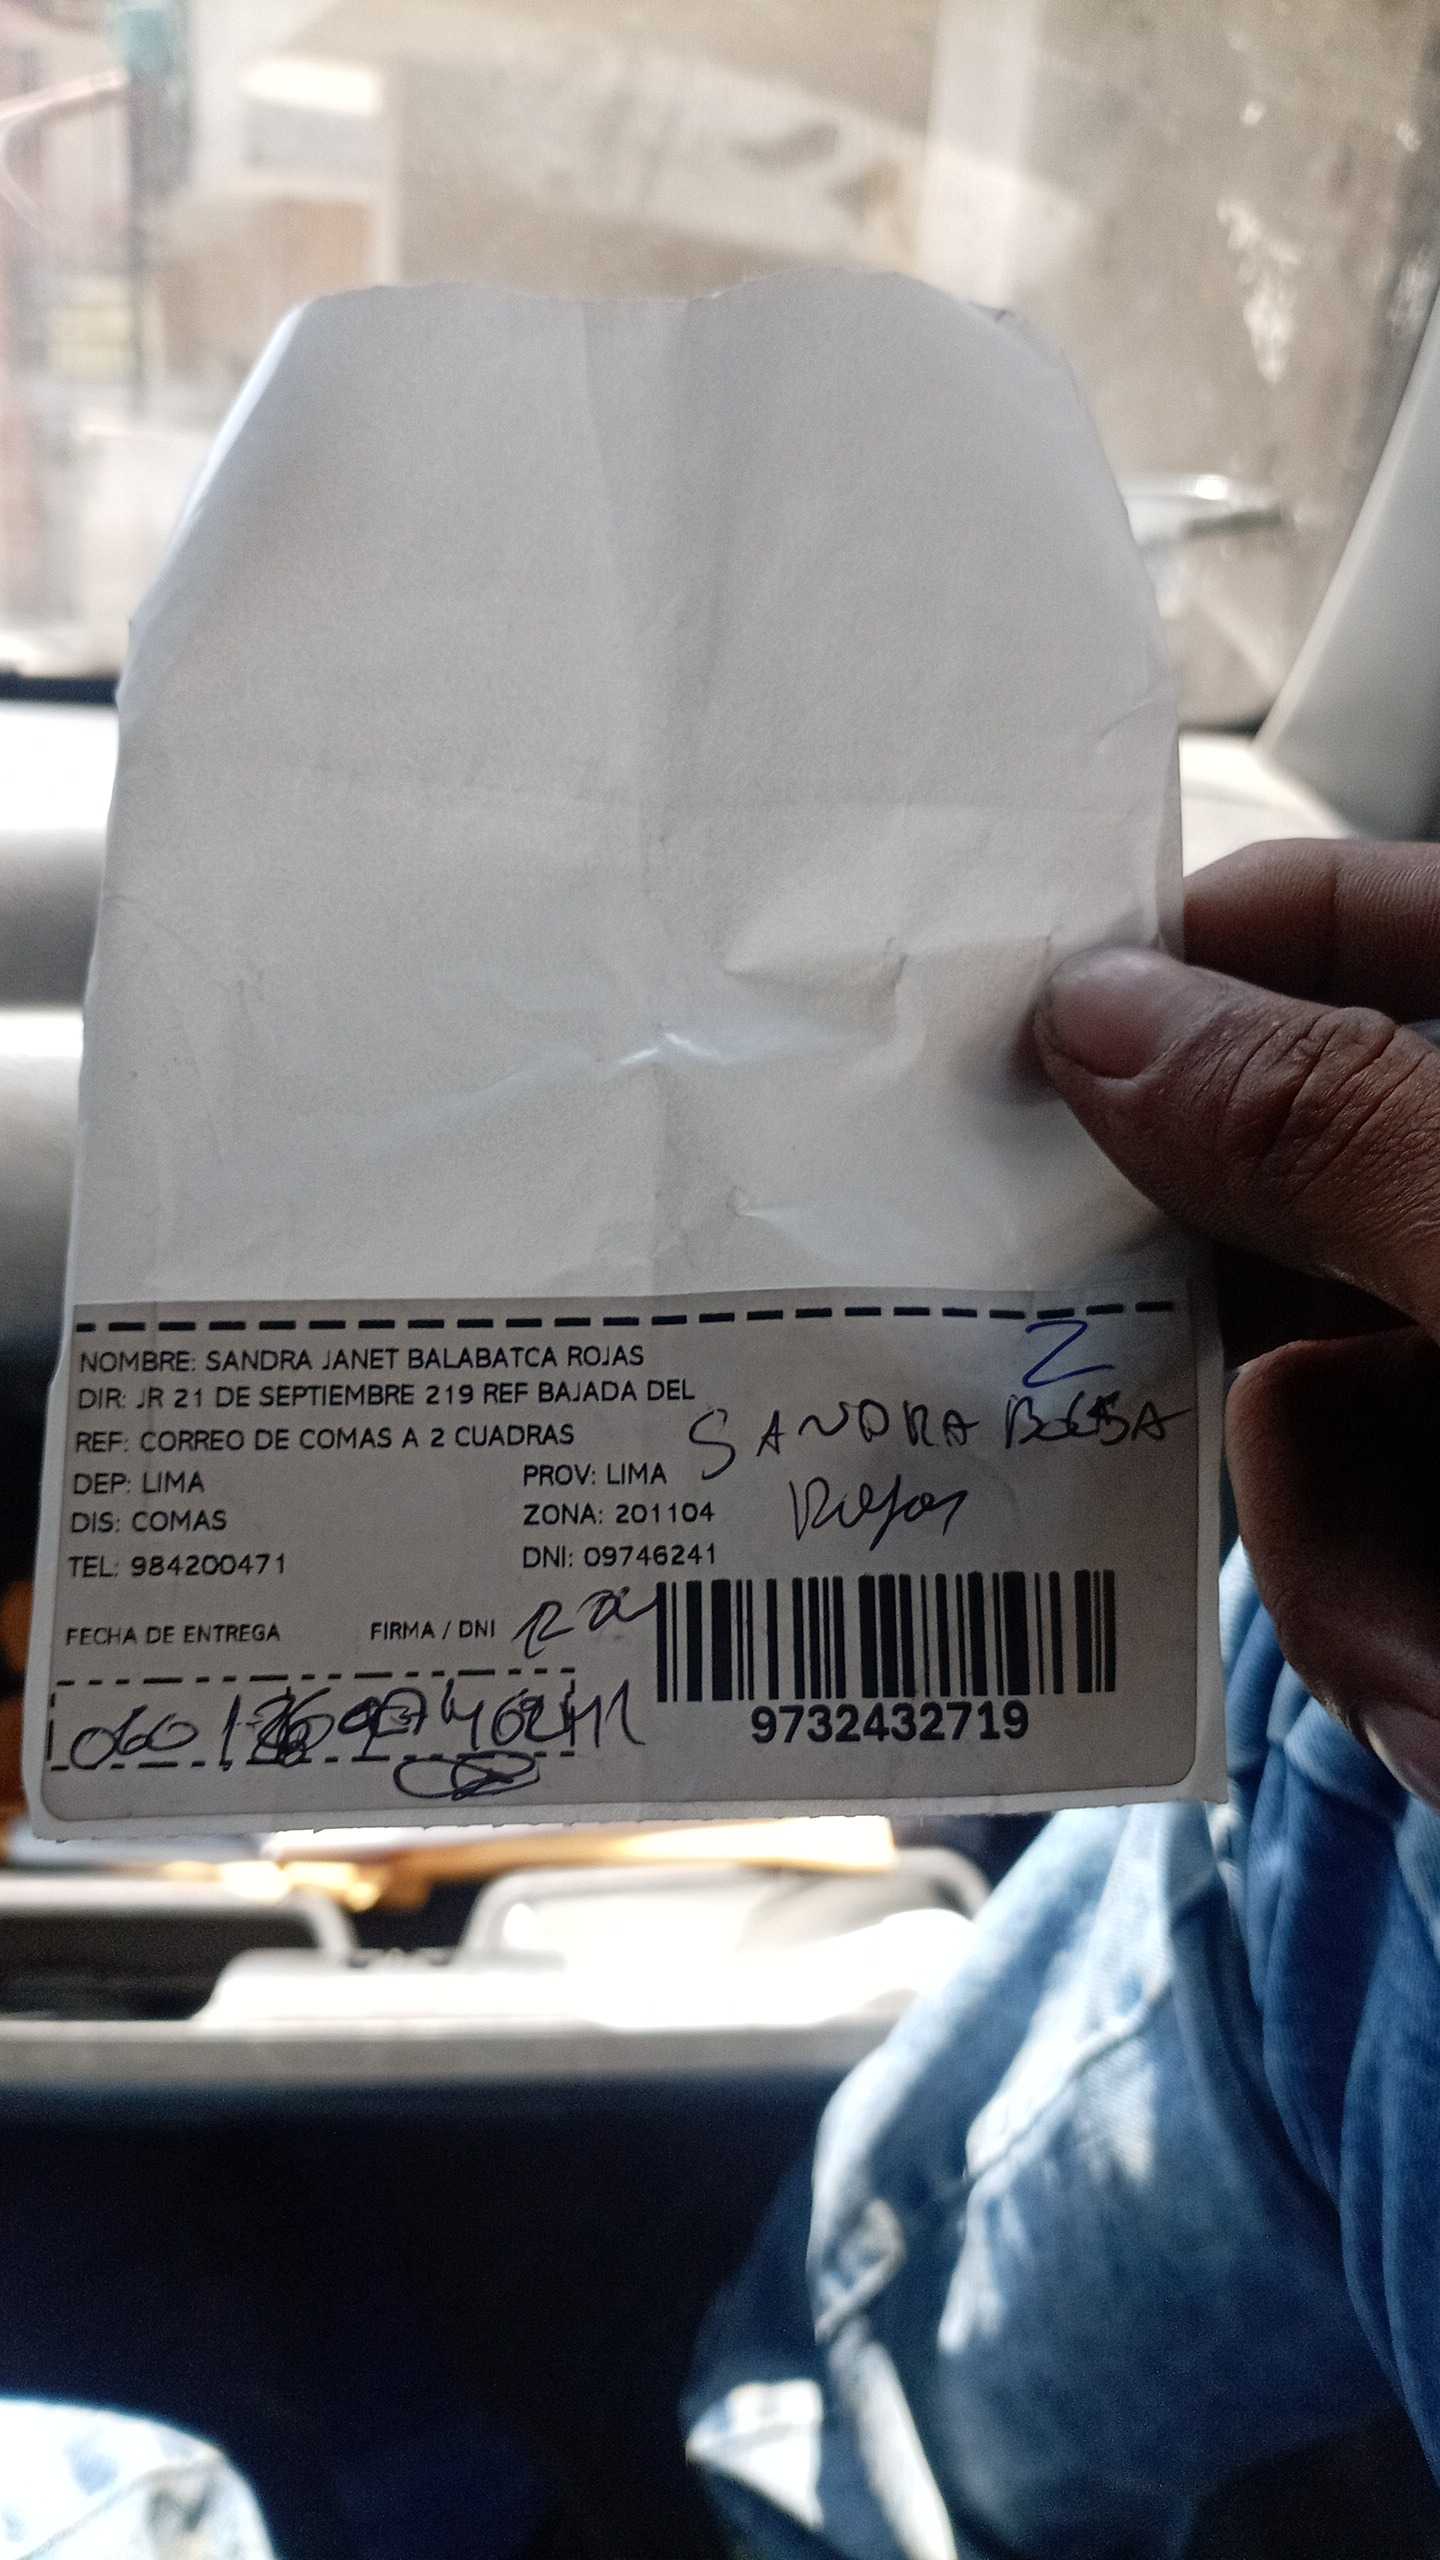 NOMBRE: SANDRA JANET BALABATCA ROJAS
2
DIR: JR 21 DE SEPTIEMBRE 219 REF BAJADA DEL
REF: CORREO DE COMAS A 2 CUADRAS
SANDRA
DEP: LIMA PROV: LIMA
Rojas
DIS: COMAS ZONA: 201104
TEL: 984200471 DNI: 09746241
FECHA DE ENTREGA FIRMA / DNI
9732432719